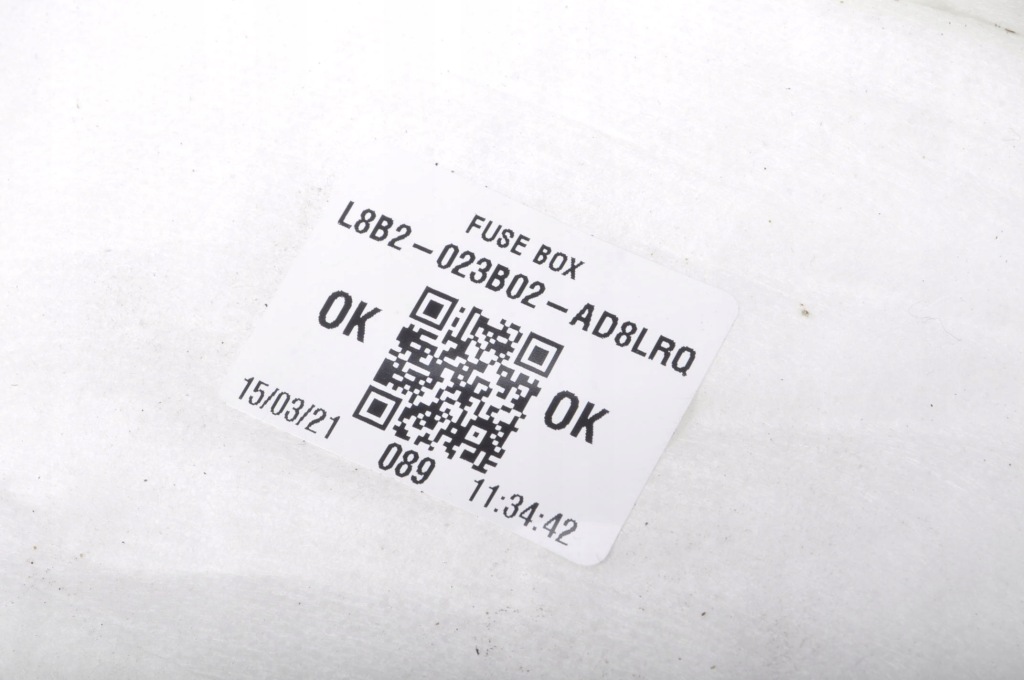 FUSE BOX
L8B2-023B02-AD8LRQ
OK OK
15/03/21 089 11:34:42